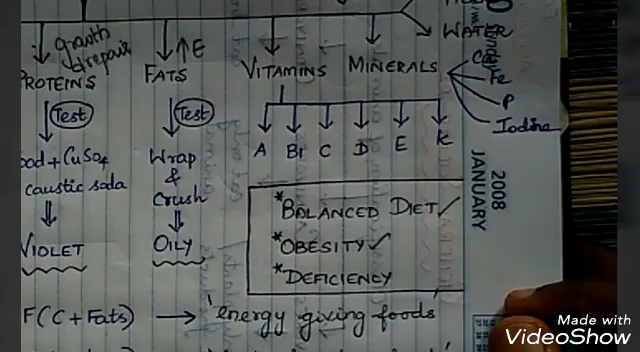 growth
& repair
↑E
WATER
PROTEINS
FATS
VITAMINS
MINERALS
Ca
Fe
P
Iodine
Test
Test
A B1 C D E K
ood + CuSo4
caustic soda
Wrap
&
Crush
VIOLET
OILY
*BALANCED DIET✓
*OBESITY✓
*DEFICIENCY
F(C + Fats) → 'energy giving foods'
2008
JANUARY
Made with
VideoShow